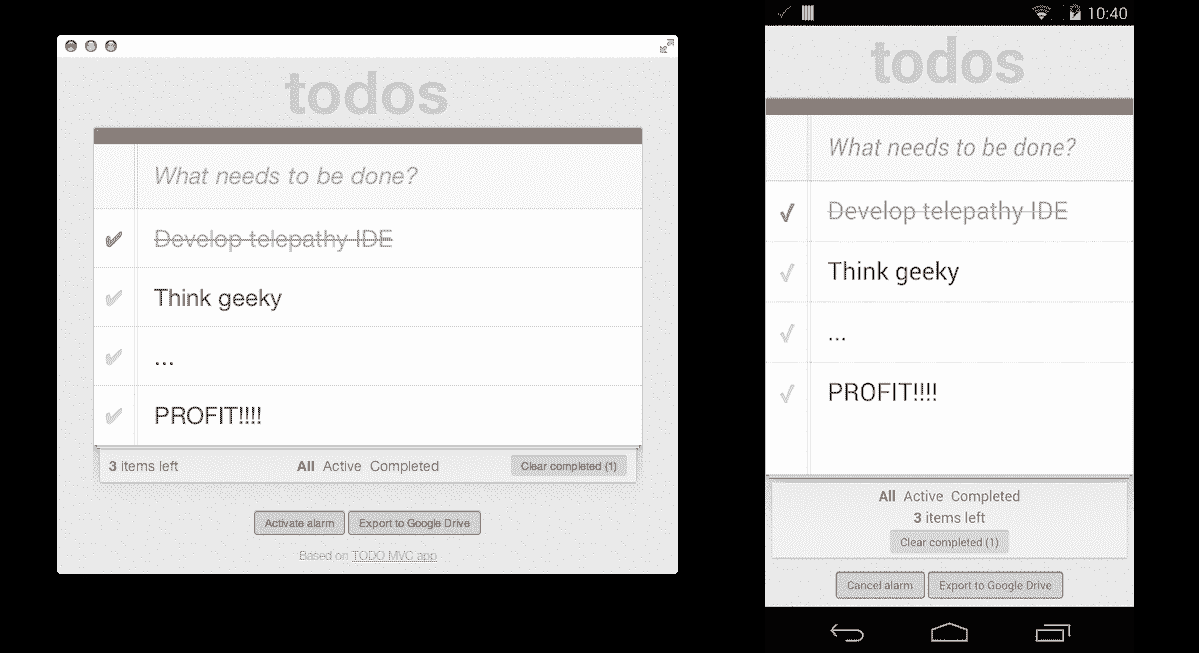 todos
What needs to be done?
Develop telepathy IDE
Think geeky
...
PROFIT!!!!
3 items left All Active Completed Clear completed (1)
Activate alarm Export to Google Drive
Based on TODO MVC app
10:40
todos
What needs to be done?
Develop telepathy IDE
Think geeky
...
PROFIT!!!!
All Active Completed
3 items left
Clear completed (1)
Cancel alarm Export to Google Drive